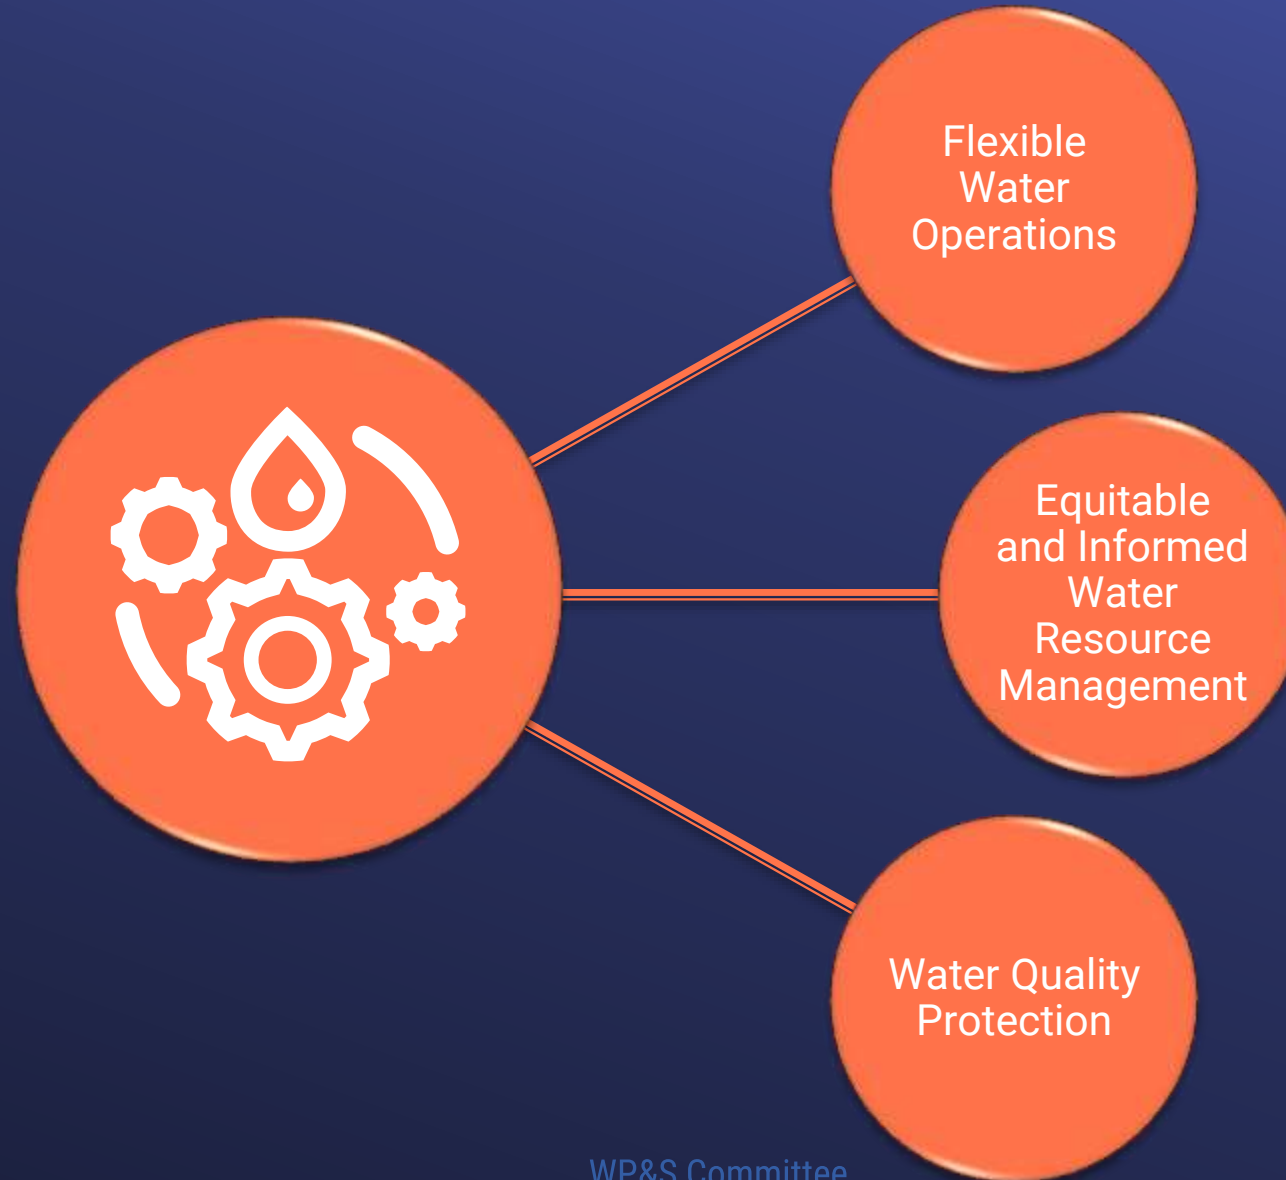 Flexible
Water
Operations
Equitable
and Informed
Water
Resource
Management
Water Quality
Protection
WP&S Committee